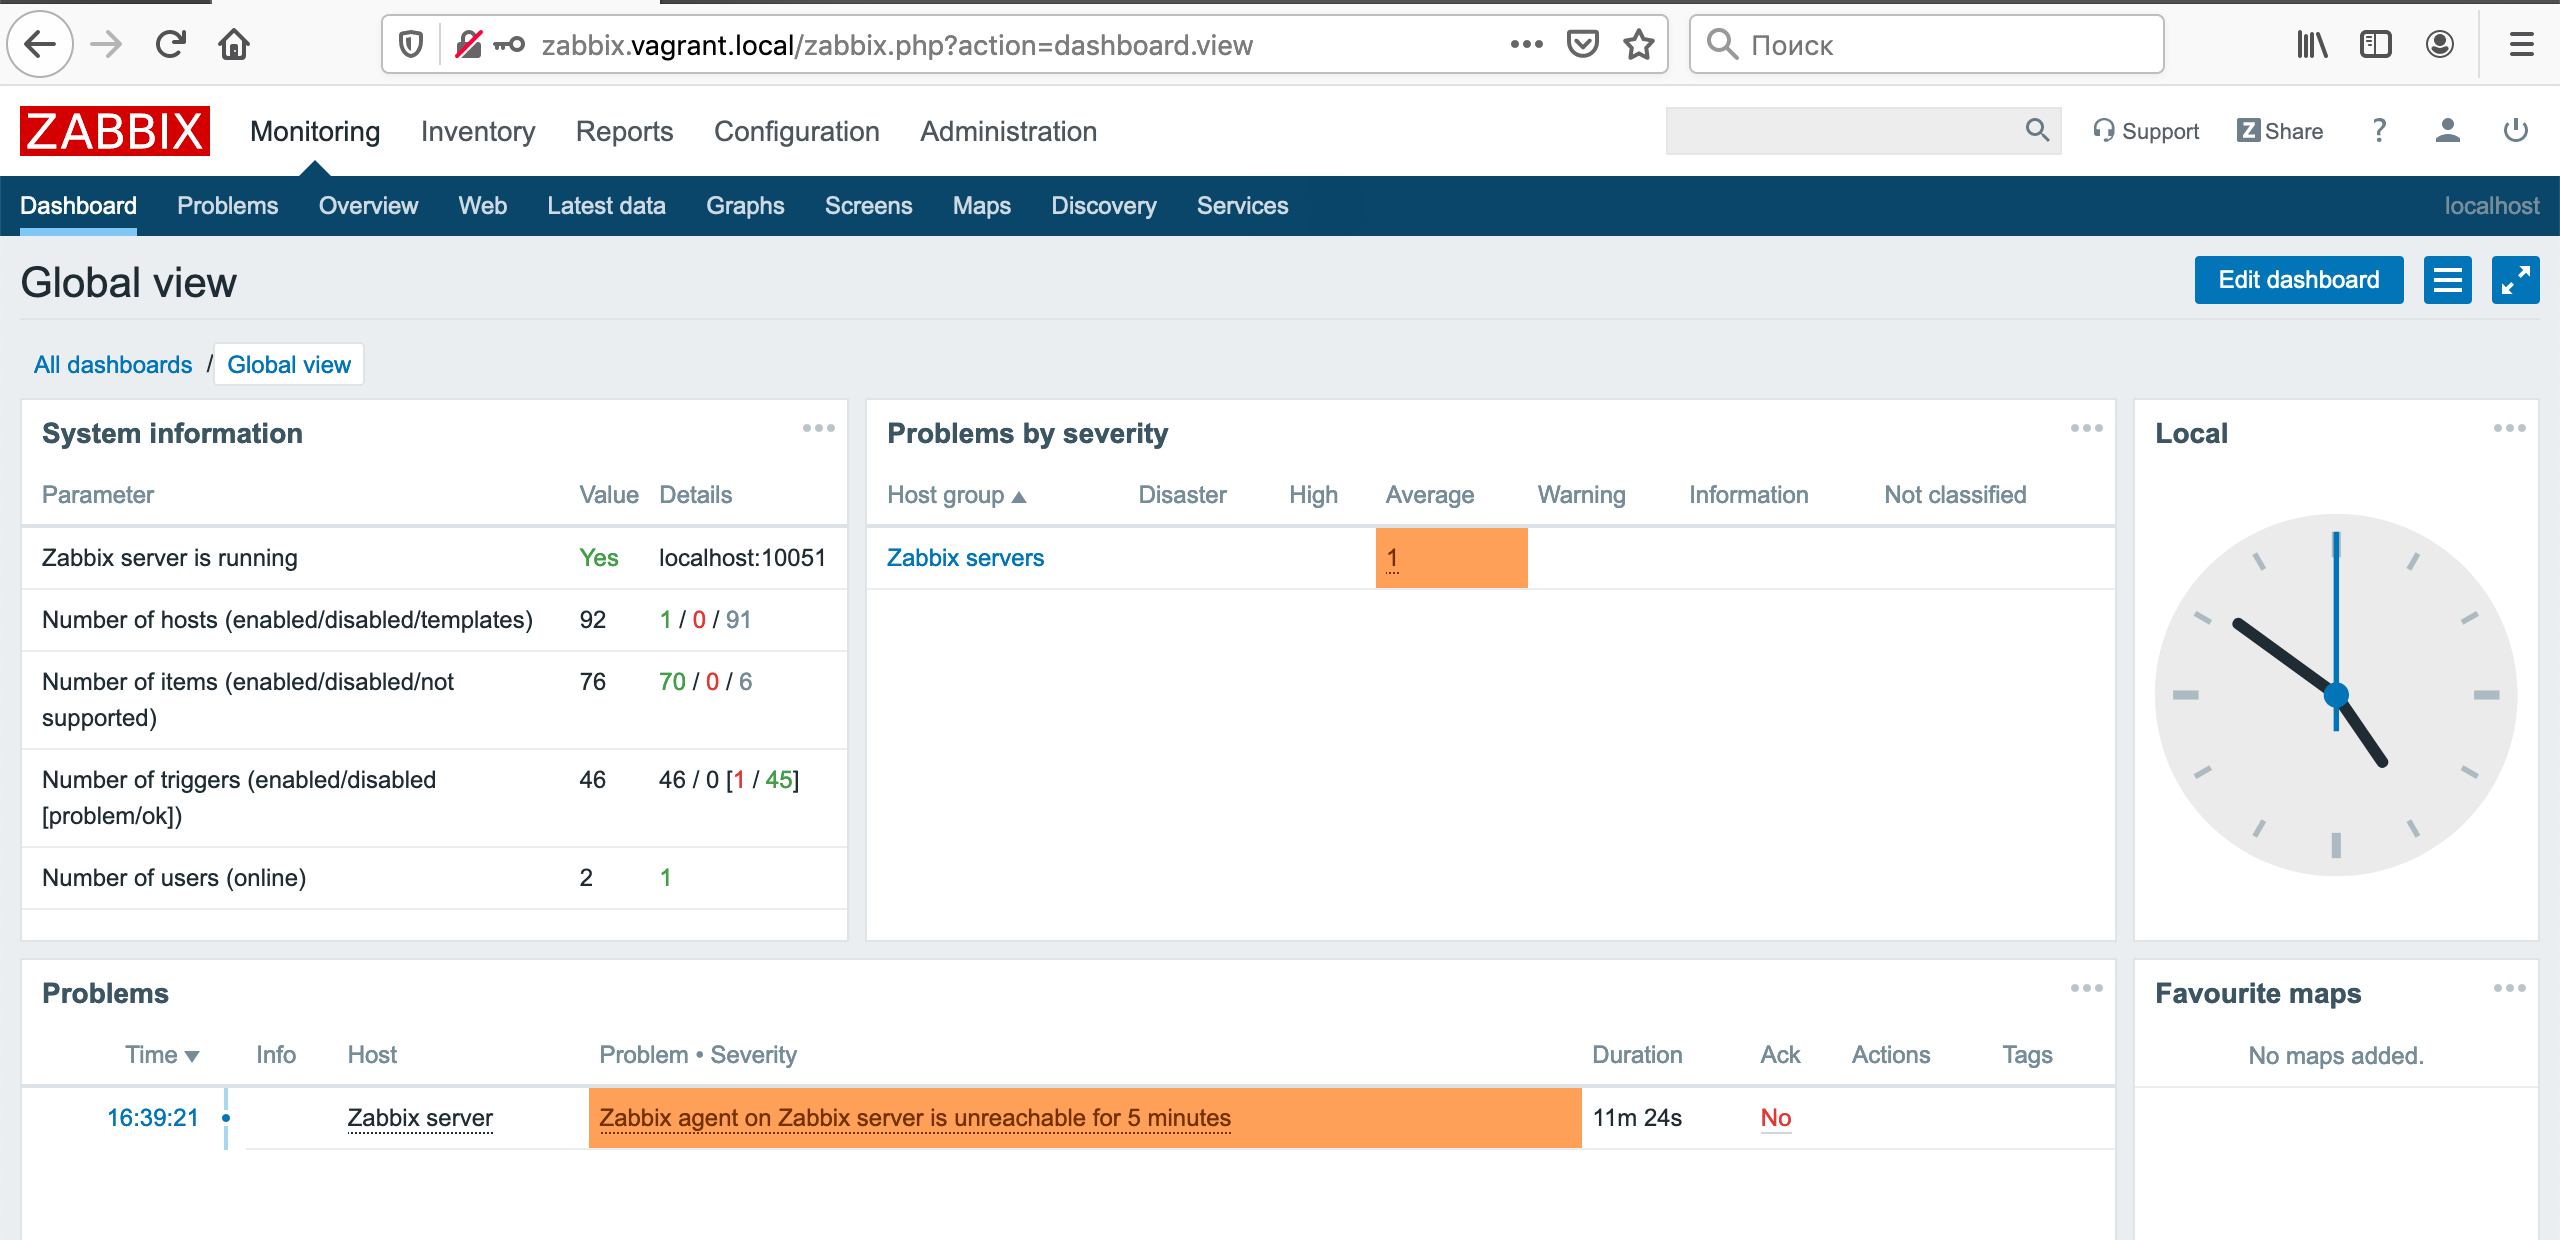 zabbix.vagrant.local/zabbix.php?action=dashboard.view
Поиск
ZABBIX Monitoring Inventory Reports Configuration Administration
Support Z Share ?
Dashboard Problems Overview Web Latest data Graphs Screens Maps Discovery Services localhost
Global view
Edit dashboard
All dashboards / Global view
System information
Parameter Value Details
Zabbix server is running Yes localhost:10051
Number of hosts (enabled/disabled/templates) 92 1 / 0 / 91
Number of items (enabled/disabled/not
supported) 76 70 / 0 / 6
Number of triggers (enabled/disabled
[problem/ok]) 46 46 / 0 [1 / 45]
Number of users (online) 2 1
Problems by severity
Host group Disaster High Average Warning Information Not classified
Zabbix servers 1
Local
Problems
Time Info Host Problem • Severity Duration Ack Actions Tags
16:39:21 Zabbix server Zabbix agent on Zabbix server is unreachable for 5 minutes 11m 24s No
Favourite maps
No maps added.